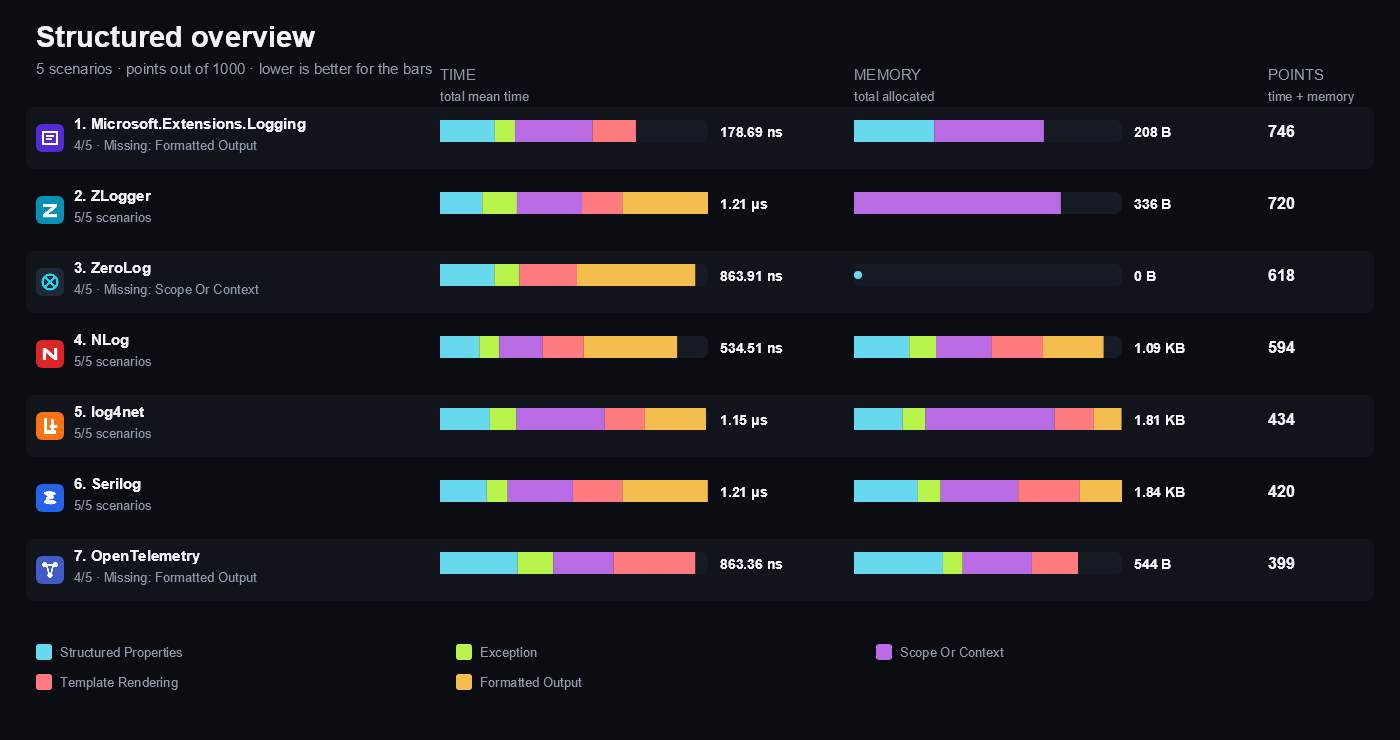 Structured overview
5 scenarios · points out of 1000 · lower is better for the bars
TIME
total mean time
MEMORY
total allocated
POINTS
time + memory
1. Microsoft.Extensions.Logging
4/5 · Missing: Formatted Output
178.69 ns
208 B
746
2. ZLogger
5/5 scenarios
1.21 μs
336 B
720
3. ZeroLog
4/5 · Missing: Scope Or Context
863.91 ns
0 B
618
4. NLog
5/5 scenarios
534.51 ns
1.09 KB
594
5. log4net
5/5 scenarios
1.15 μs
1.81 KB
434
6. Serilog
5/5 scenarios
1.21 μs
1.84 KB
420
7. OpenTelemetry
4/5 · Missing: Formatted Output
863.36 ns
544 B
399
Structured Properties
Exception
Scope Or Context
Template Rendering
Formatted Output